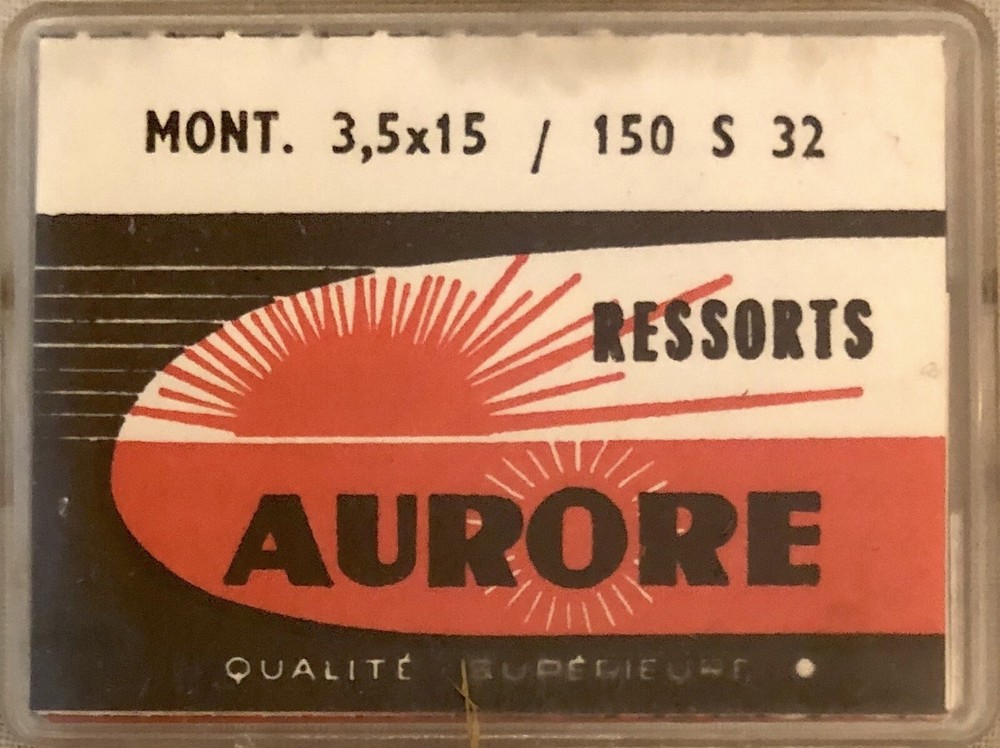 MONT. 3,5x15 / 150 S 32
RESSORTS
AURORE
QUALITÉ SUPÉRIEURE